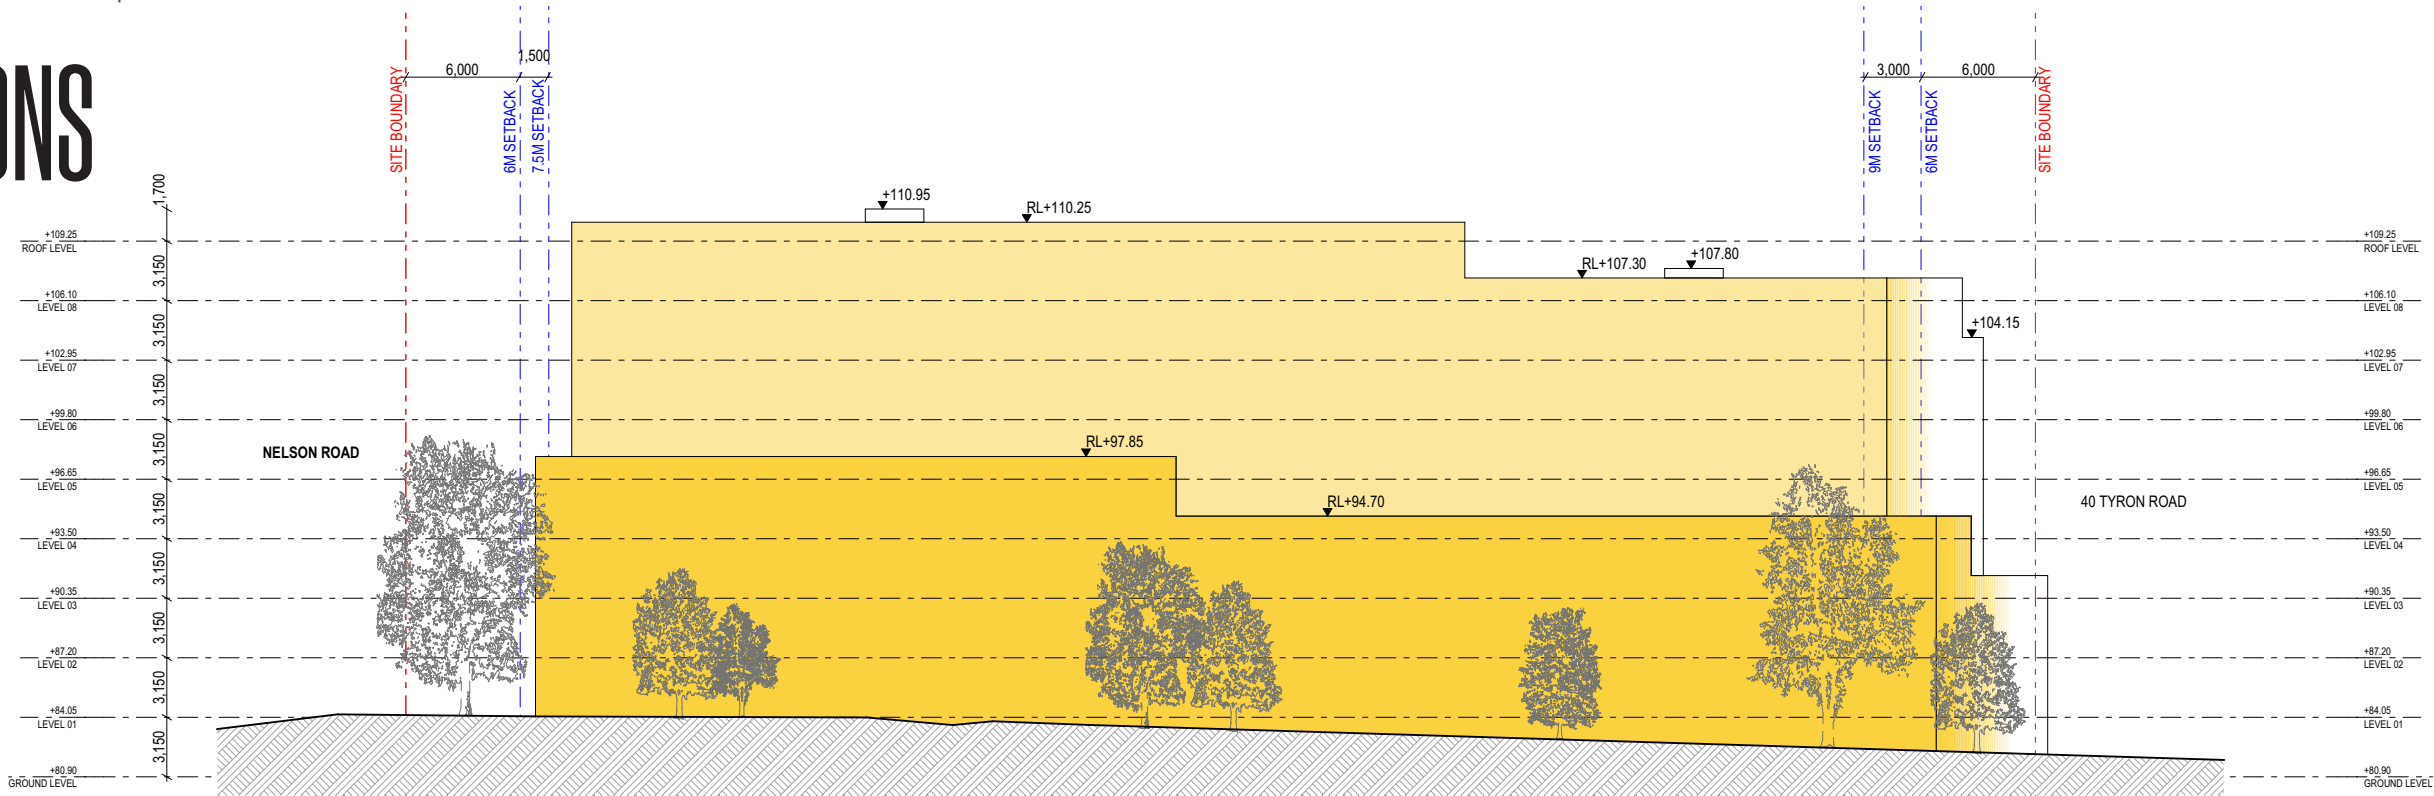 ONS
SITE BOUNDARY
6,000
6M SETBACK
1,500
7.5M SETBACK
3,000
9M SETBACK
6,000
6M SETBACK
SITE BOUNDARY
1,700
+110.95
RL+110.25
+109.25
ROOF LEVEL
+109.25
ROOF LEVEL
3,150
RL+107.30
+107.80
+106.10
LEVEL 08
+106.10
LEVEL 08
3,150
+104.15
+102.95
LEVEL 07
+102.95
LEVEL 07
3,150
+99.80
LEVEL 06
+99.80
LEVEL 06
3,150
NELSON ROAD
RL+97.85
+96.65
LEVEL 05
+96.65
LEVEL 05
3,150
RL+94.70
40 TYRON ROAD
+93.50
LEVEL 04
+93.50
LEVEL 04
3,150
+90.35
LEVEL 03
+90.35
LEVEL 03
3,150
+87.20
LEVEL 02
+87.20
LEVEL 02
3,150
+84.05
LEVEL 01
+84.05
LEVEL 01
3,150
+80.90
GROUND LEVEL
+80.90
GROUND LEVEL